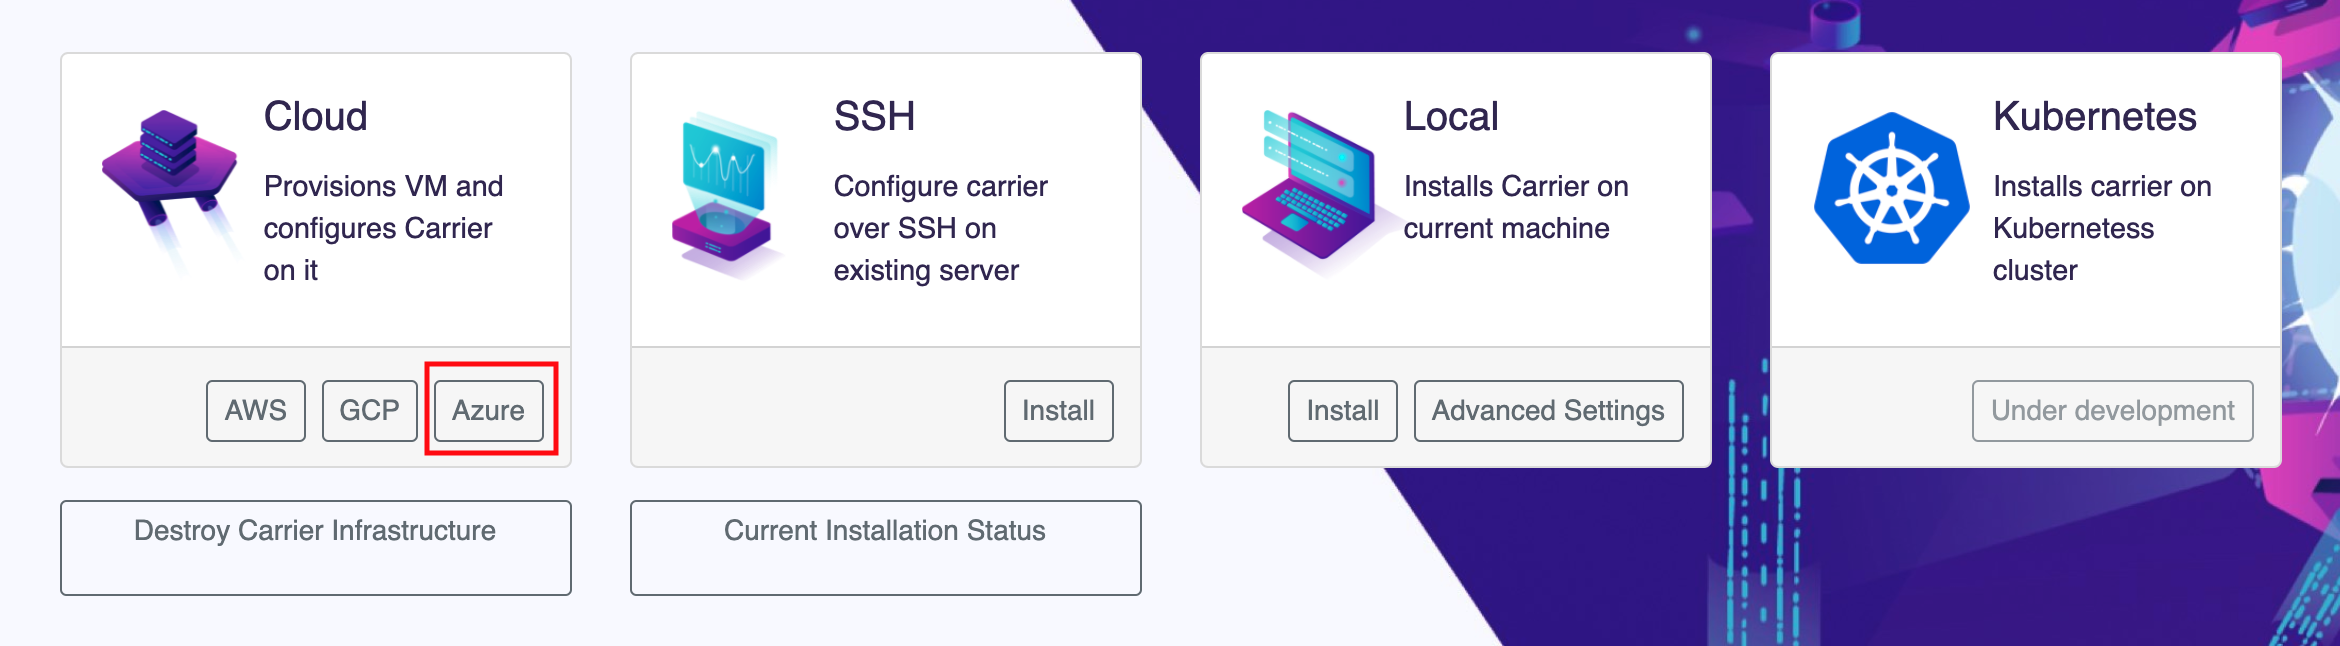 Cloud
Provisions VM and
configures Carrier
on it
AWS
GCP
Azure
SSH
Configure carrier
over SSH on
existing server
Install
Local
Installs Carrier on
current machine
Install
Advanced Settings
Kubernetes
Installs carrier on
Kubernetess
cluster
Under development
Destroy Carrier Infrastructure
Current Installation Status